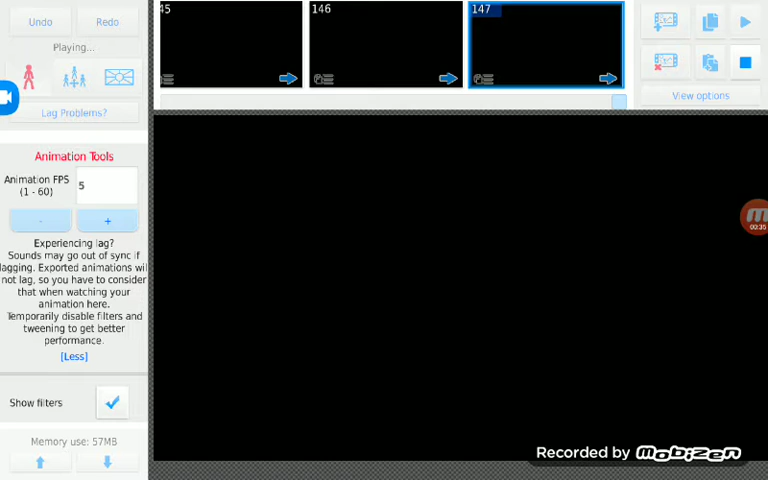 Undo Redo
Playing...
Lag Problems?
45 146 147
View options
Animation Tools
Animation FPS
(1 - 60)
5
- +
Experiencing lag?
Sounds may go out of sync if
lagging. Exported animations will
not lag, so you have to consider
that when watching your
animation here.
Temporarily disable filters and
tweening to get better
performance.
[Less]
Show filters
Memory use: 57MB
00:35
Recorded by Mobizen